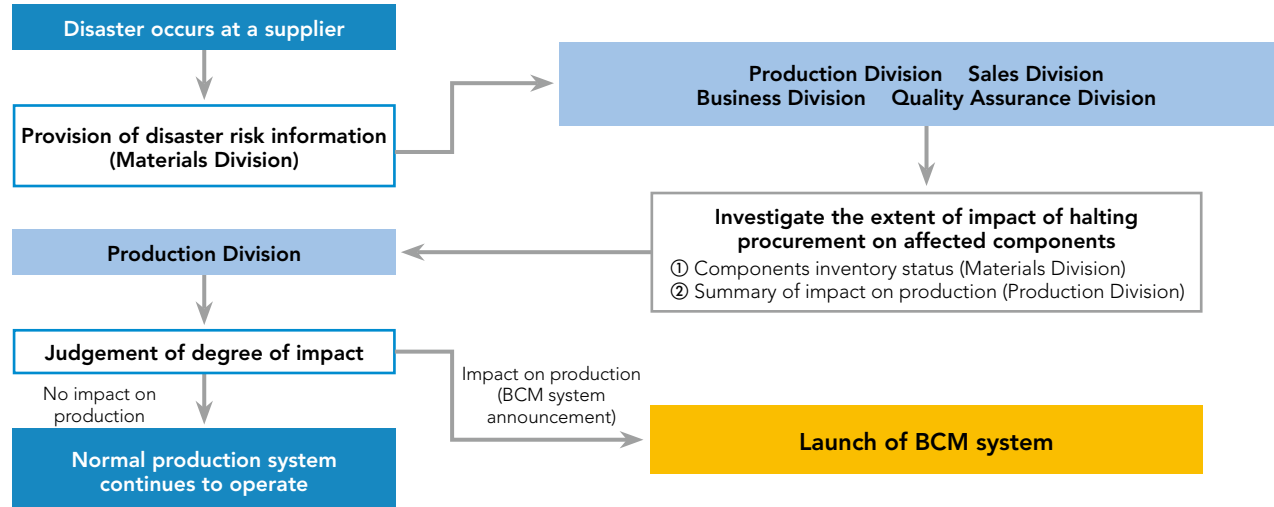 Disaster occurs at a supplier
Provision of disaster risk information
(Materials Division)
Production Division Sales Division
Business Division Quality Assurance Division
Investigate the extent of impact of halting
procurement on affected components
① Components inventory status (Materials Division)
② Summary of impact on production (Production Division)
Production Division
Judgement of degree of impact
No impact on
production
Impact on production
(BCM system
announcement)
Normal production system
continues to operate
Launch of BCM system